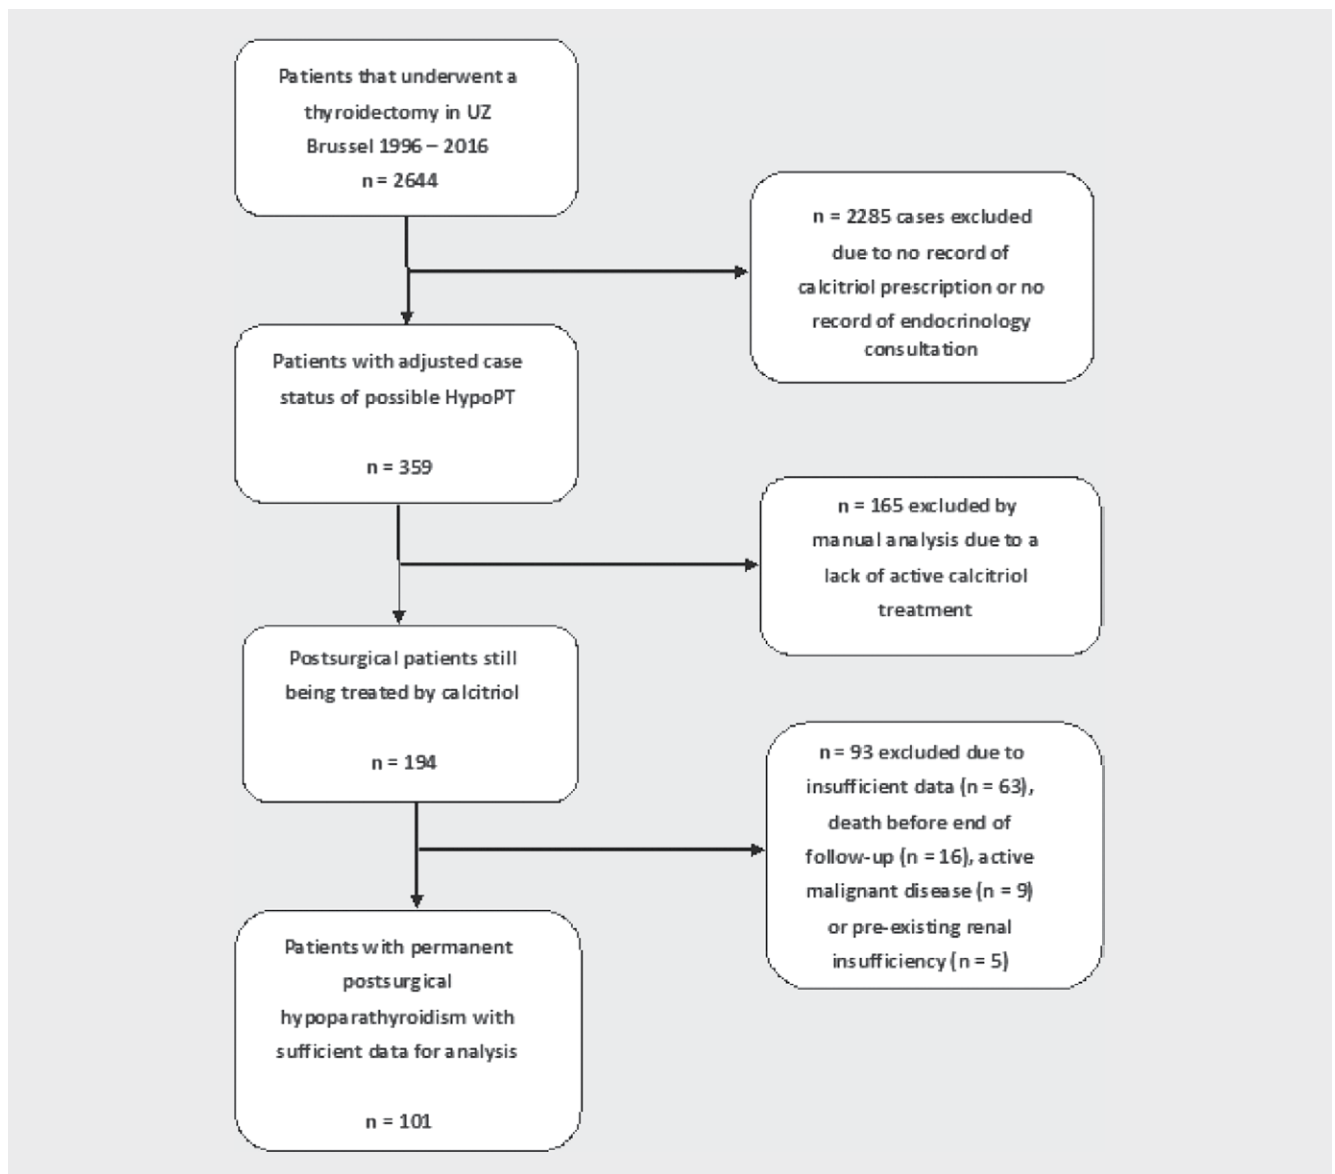 Patients that underwent a
thyroidectomy in UZ
Brussel 1996 – 2016
n = 2644
n = 2285 cases excluded
due to no record of
calcitriol prescription or no
record of endocrinology
consultation
Patients with adjusted case
status of possible HypoPT
n = 359
n = 165 excluded by
manual analysis due to a
lack of active calcitriol
treatment
Postsurgical patients still
being treated by calcitriol
n = 194
n = 93 excluded due to
insufficient data (n = 63),
death before end of
follow-up (n = 16), active
malignant disease (n = 9)
or pre-existing renal
insufficiency (n = 5)
Patients with permanent
postsurgical
hypoparathyroidism with
sufficient data for analysis
n = 101